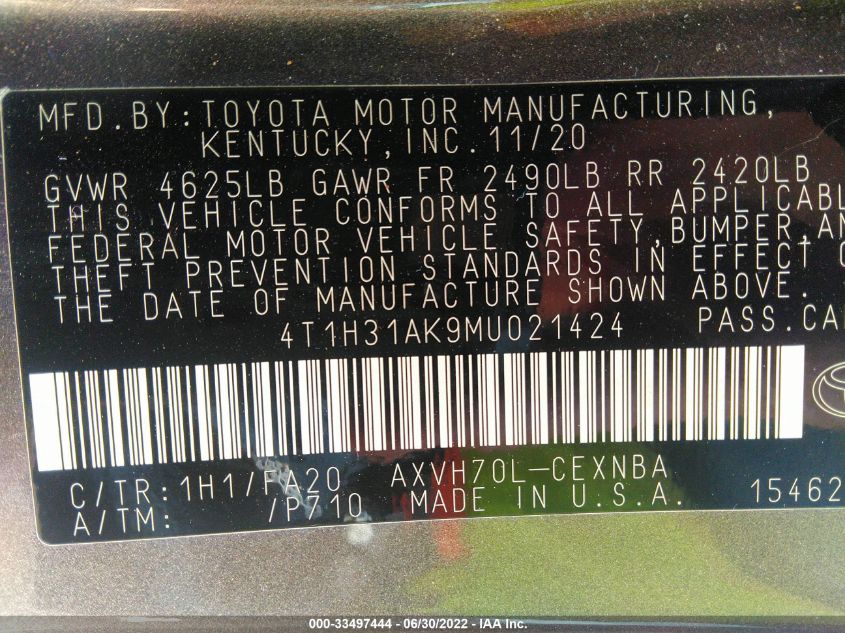 MFD.BY:TOYOTA MOTOR MANUFACTURING,
KENTUCKY,INC.11/20
GVWR 4625LB GAWR FR 2490LB RR 2420LB
THIS VEHICLE CONFORMS TO ALL APPLICABL
FEDERAL MOTOR VEHICLE SAFETY,BUMPER,AN
THEFT PREVENTION STANDARDS IN EFFECT O
THE DATE OF MANUFACTURE SHOWN ABOVE.
4T1H31AK9MU021424 PASS.CA
C/TR:1H1/FA20 AXVH70L-CEXNBA
A/TM: /P710 MADE IN U.S.A. 15462
000-33497444 - 06/30/2022 - IAA Inc.